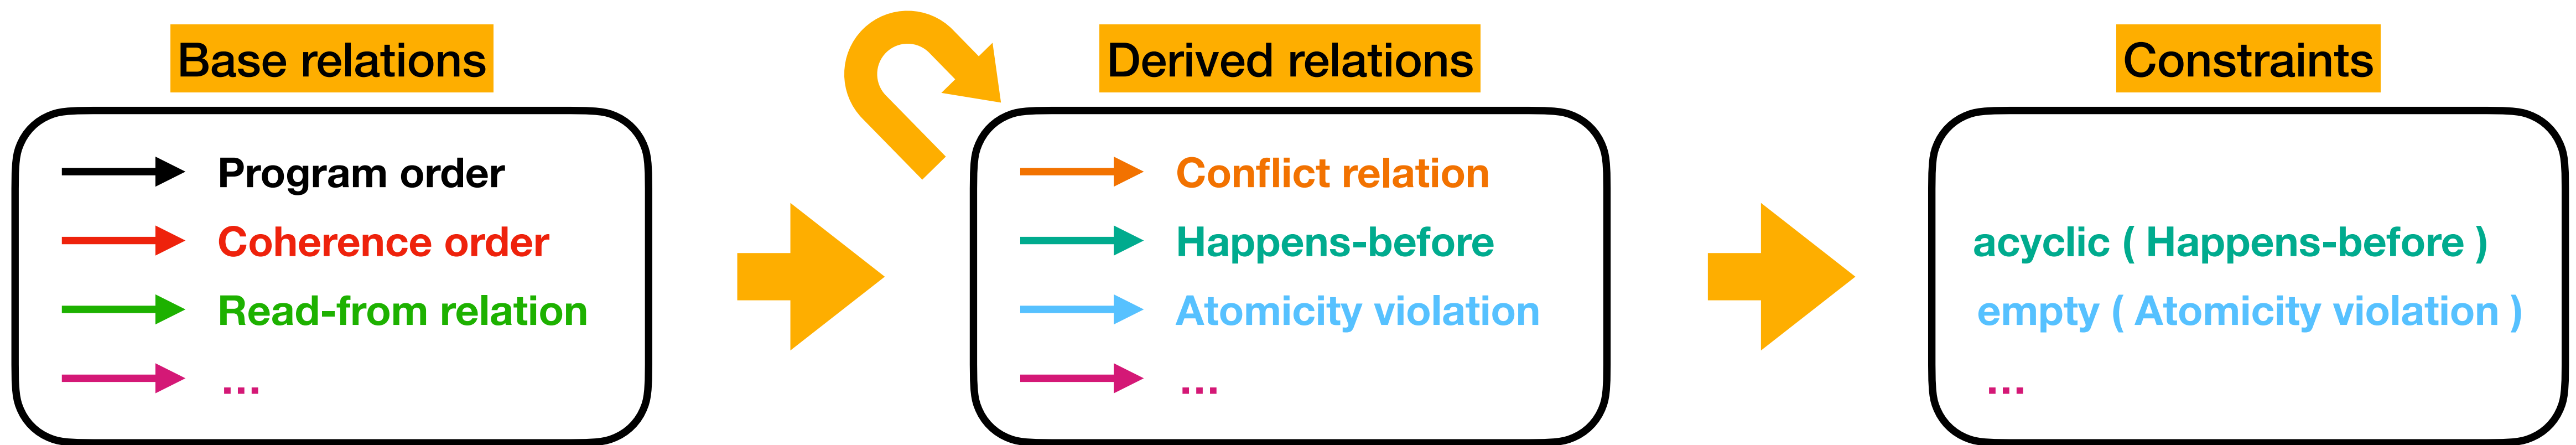 Base relations
Program order
Coherence order
Read-from relation
...
Derived relations
Conflict relation
Happens-before
Atomicity violation
...
Constraints
acyclic ( Happens-before )
empty ( Atomicity violation )
...